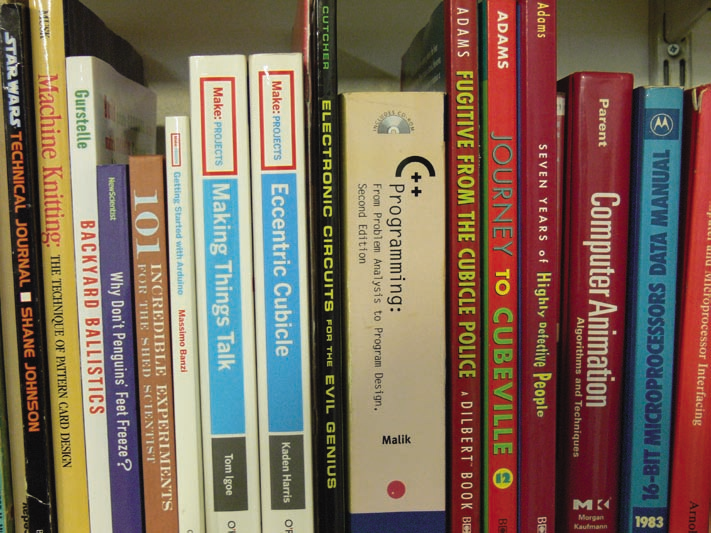 STAR WARS TECHNICAL JOURNAL SHANE JOHNSON
MUSK
Machine Knitting:
THE TECHNIQUE OF PATTERN CARD DESIGN
Gurstelle
BACKYARD BALLISTICS
NewScientist
Why Don't Penguins' Feet Freeze?
101 INCREDIBLE EXPERIMENTS
FOR THE SHED SCIENTIST
Getting Started with Arduino
Massimo Banzi
Make: PROJECTS
Making Things Talk
Tom Igoe
Make: PROJECTS
Eccentric Cubicle
Kaden Harris
CUTCHER
ELECTRONIC CIRCUITS FOR THE EVIL GENIUS
INCLUDES CD-ROM
C++
Programming:
From Problem Analysis to Program Design,
Second Edition
Malik
ADAMS
FUGITIVE FROM THE CUBICLE POLICE
A DILBERT™ BOOK
ADAMS
JOURNEY TO CUBEVILLE
12
Adams
SEVEN YEARS OF Highly Defective People
Parent
Computer Animation
Algorithms and Techniques
MK
Morgan
Kaufmann
16-BIT MICROPROCESSORS DATA MANUAL
1983
Microprocessor Interfacing